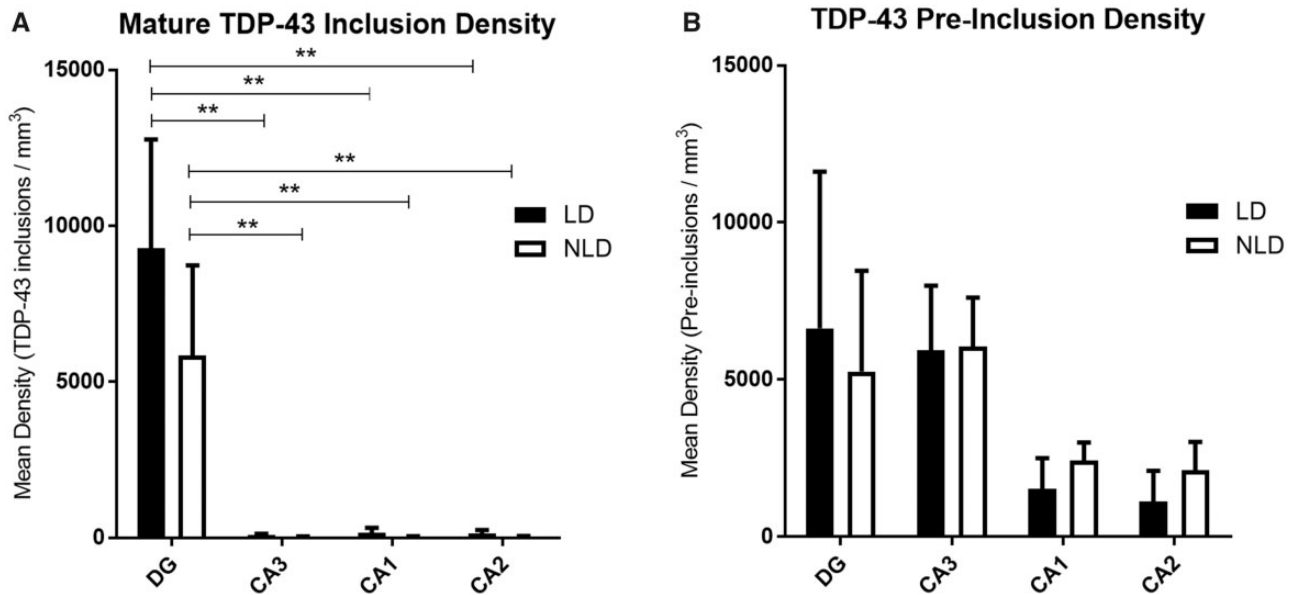 A
Mature TDP-43 Inclusion Density
Mean Density (TDP-43 inclusions / mm³)
15000
10000
5000
0
**
**
**
**
**
**
LD
NLD
DG
CA3
CA1
CA2
B
TDP-43 Pre-Inclusion Density
Mean Density (Pre-inclusions / mm³)
15000
10000
5000
0
LD
NLD
DG
CA3
CA1
CA2